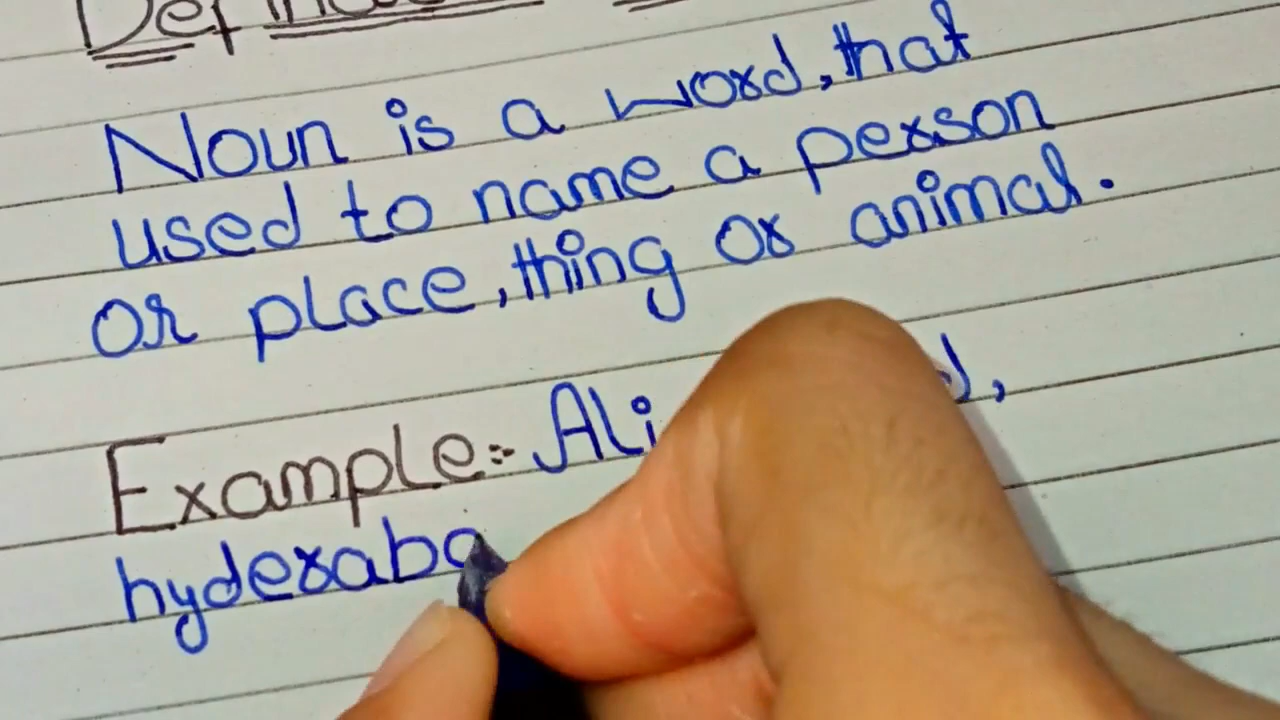 Noun is a word, that
used to name a person
or place, thing or animal.
Example:- Ali
hyderaba